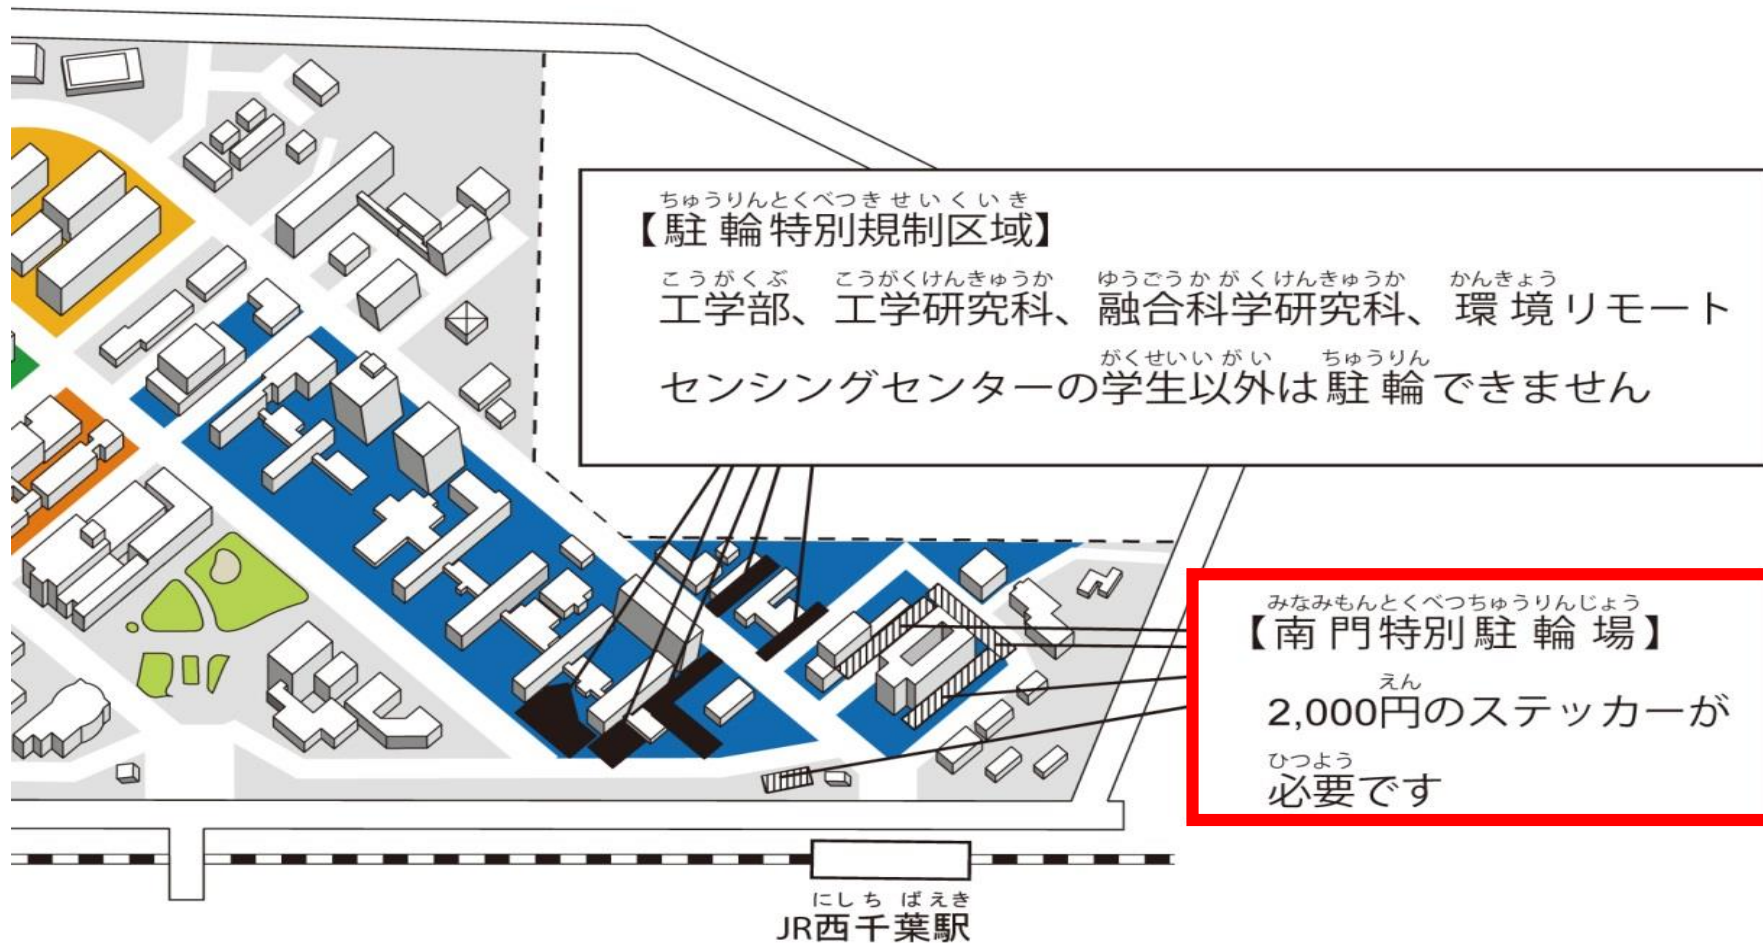 ちゅうりんとくべつきせいくいき
【駐輪特別規制区域】
こうがくぶ こうがくけんきゅうか ゆうごうかがくけんきゅうか かんきょう
工学部、工学研究科、融合科学研究科、環境リモート
がくせいいがい ちゅうりん
センシングセンターの学生以外は駐輪できません
みなみもんとくべつちゅうりんじょう
【南門特別駐輪場】
えん
2,000円のステッカーが
ひつよう
必要です
にしちばえき
JR西千葉駅